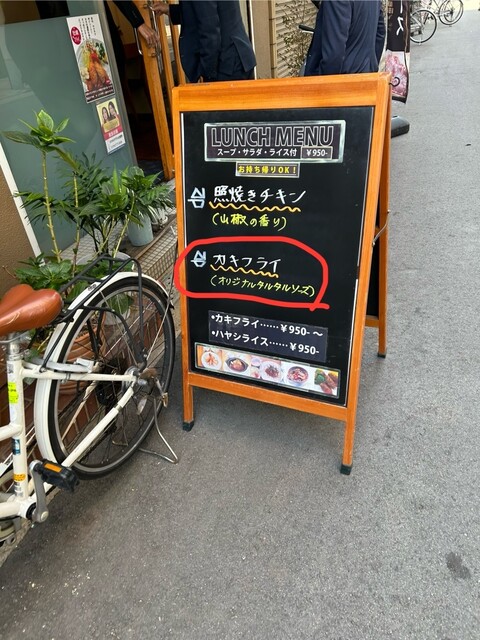 LUNCH MENU
スープ・サラダ・ライス付 ¥950-
お持ち帰りOK!
照焼きチキン
(山椒の香り)
カキフライ
(オリジナルタルタルソース)
•カキフライ……¥950-~
•ハヤシライス……¥950-